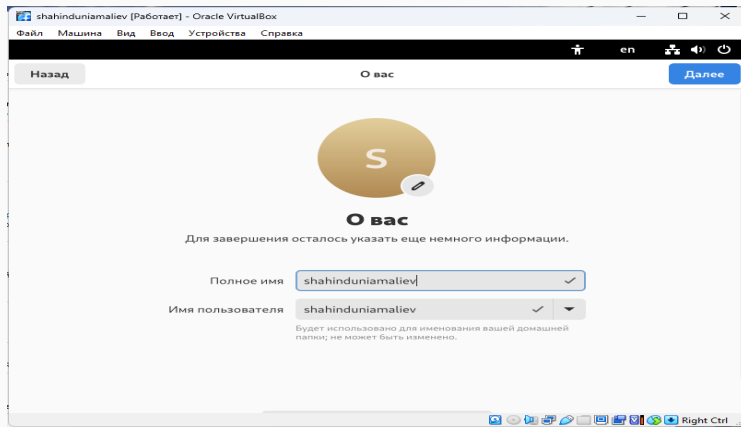 shahinduniamaliev [Работает] - Oracle VirtualBox
Файл Машина Вид Ввод Устройства Справка
en
Назад О вас Далее
S
О вас
Для завершения осталось указать еще немного информации.
Полное имя shahinduniamaliev
Имя пользователя shahinduniamaliev
Будет использовано для именования вашей домашней
папки; не может быть изменено.
Right Ctrl